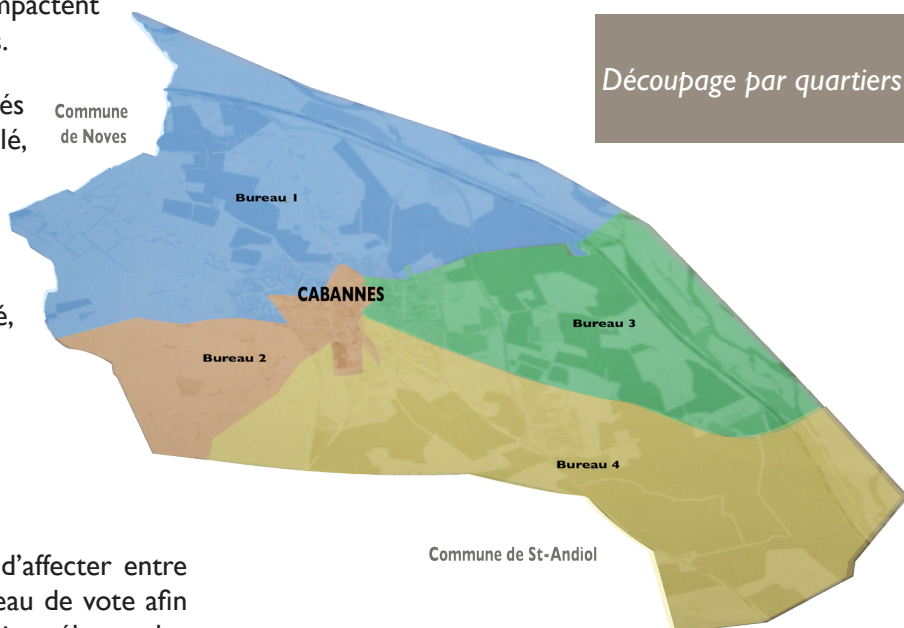 mpactent
s.
és
lé,
é,
d'affecter entre
eau de vote afin
Découpage par quartiers
Commune
de Noves
Bureau 1
CABANNES
Bureau 3
Bureau 2
Bureau 4
Commune de St-Andiol